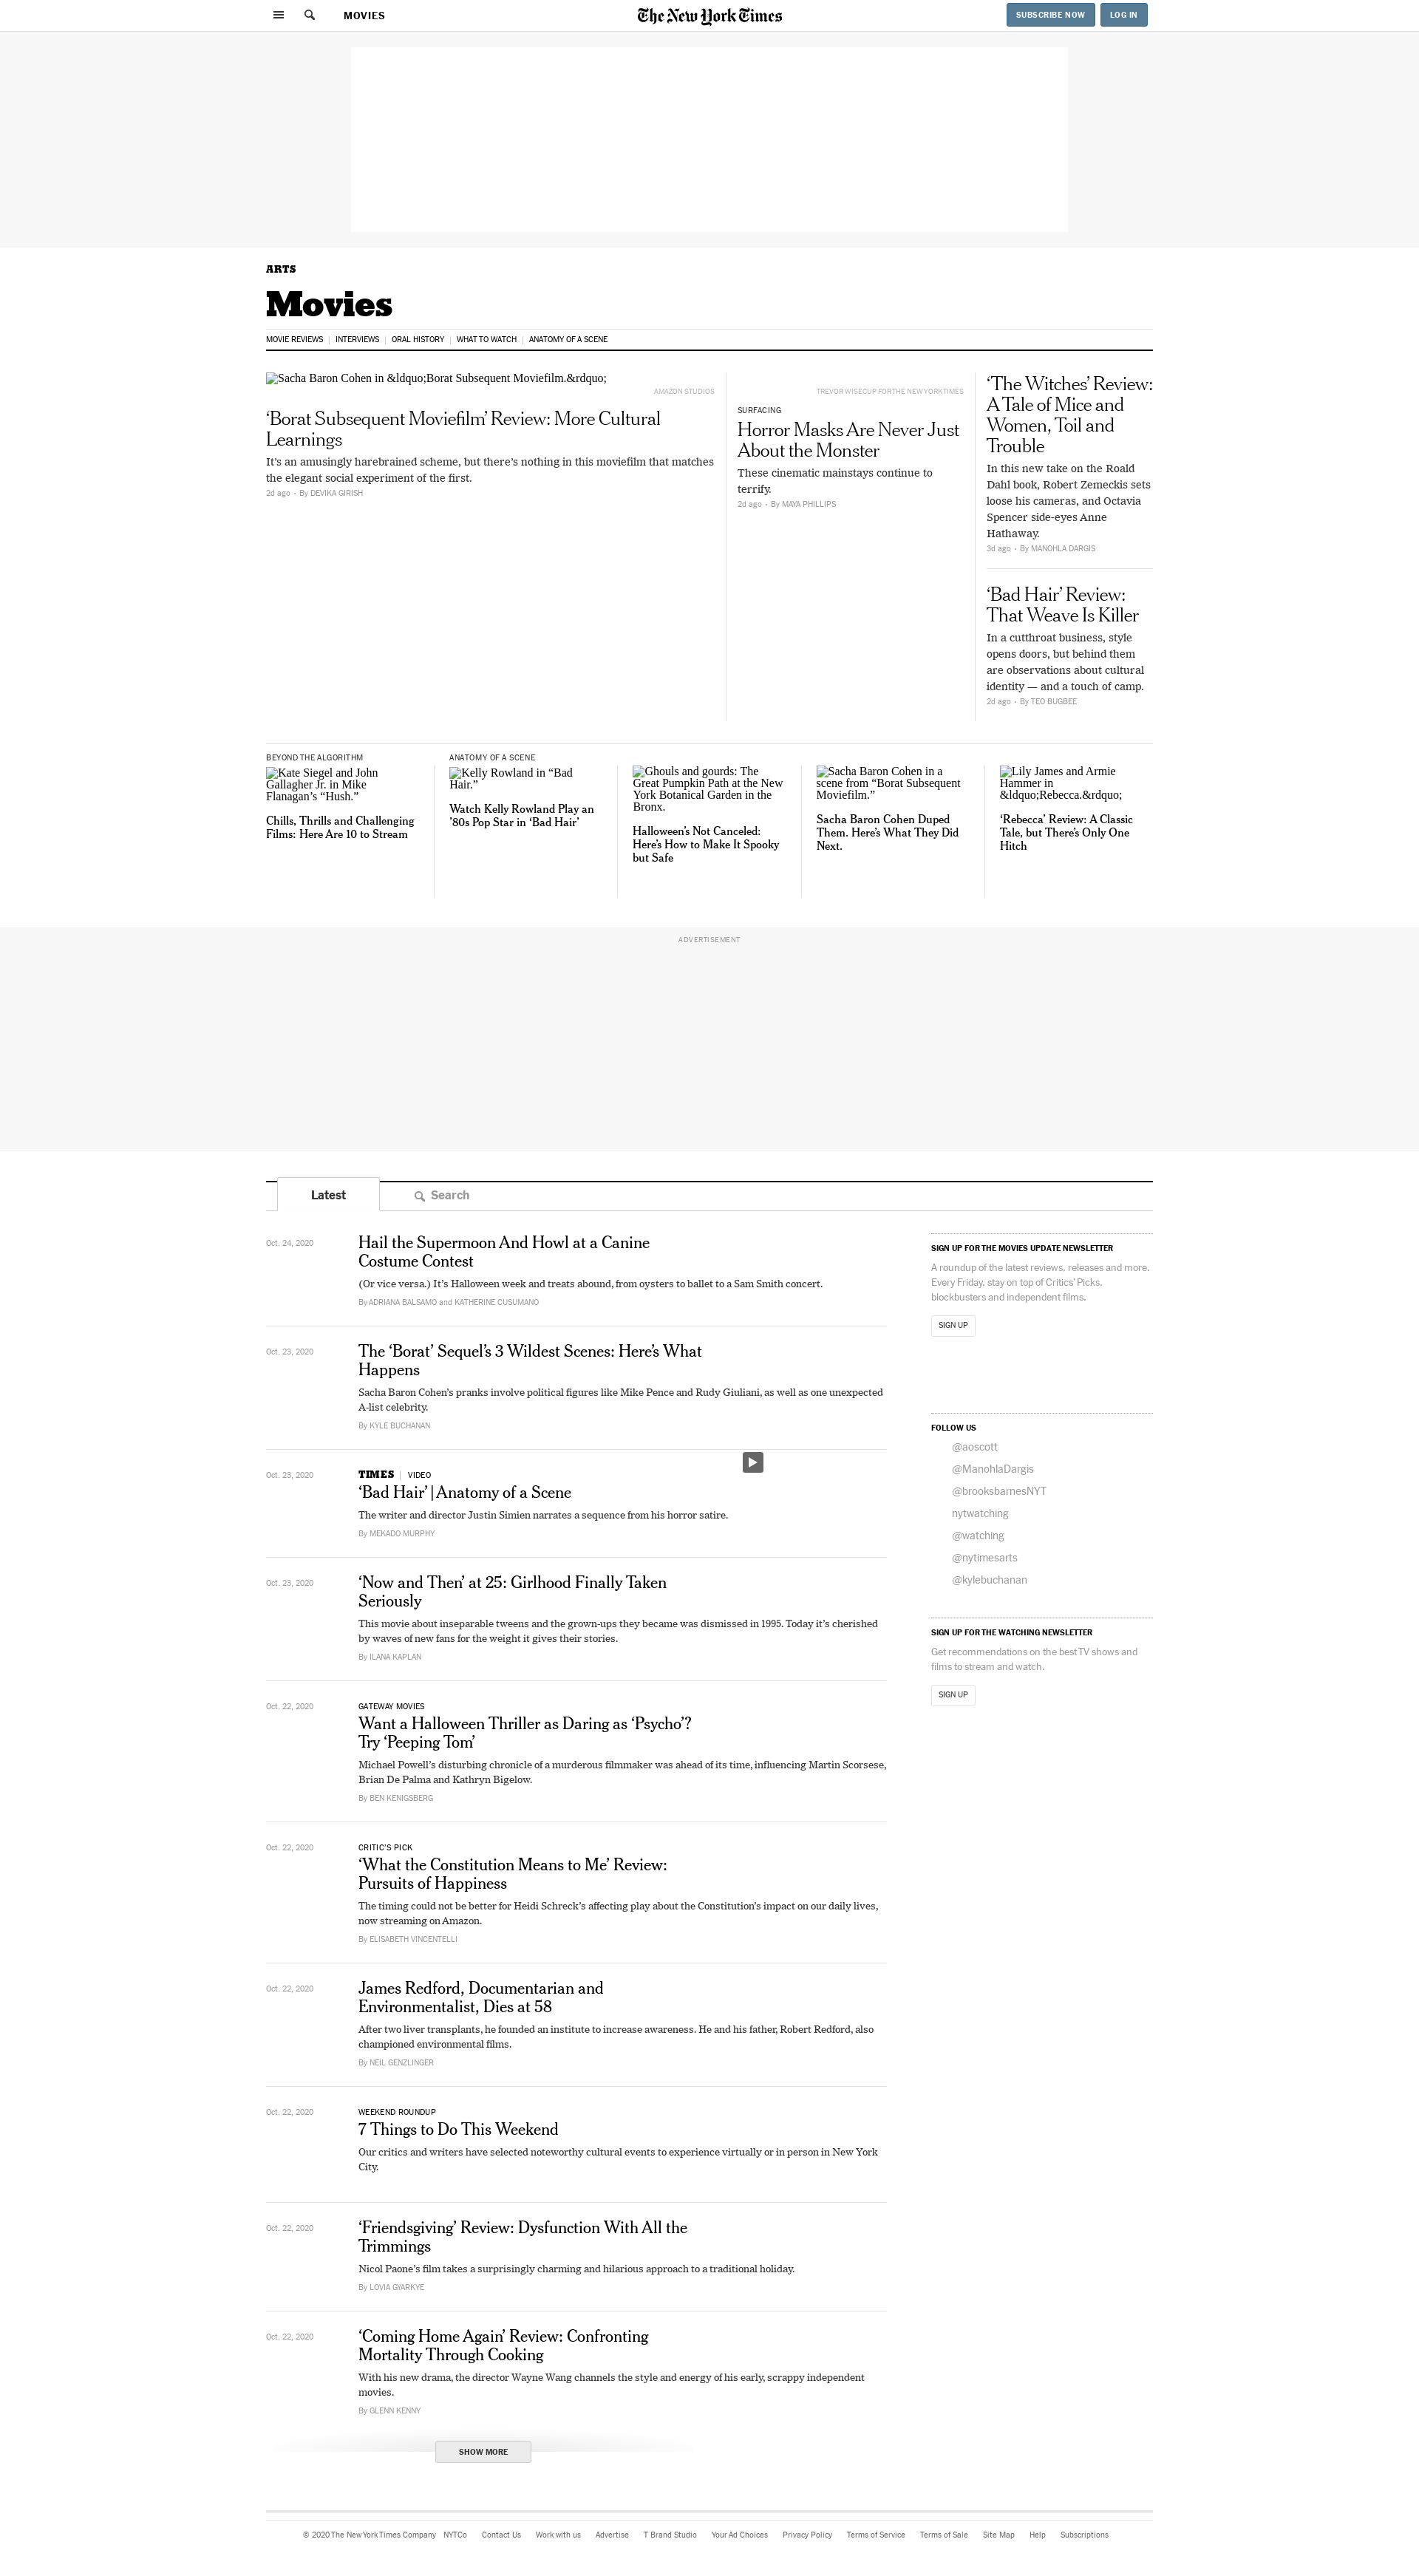 MOVIES
The New York Times
SUBSCRIBE NOW
LOG IN
ARTS
Movies
MOVIE REVIEWS
INTERVIEWS
ORAL HISTORY
WHAT TO WATCH
ANATOMY OF A SCENE
Sacha Baron Cohen in &ldquo;Borat Subsequent Moviefilm.&rdquo;
AMAZON STUDIOS
‘Borat Subsequent Moviefilm’ Review: More Cultural
Learnings
It’s an amusingly harebrained scheme, but there’s nothing in this moviefilm that matches
the elegant social experiment of the first.
2d ago • By DEVIKA GIRISH
TREVOR WISECUP FOR THE NEW YORK TIMES
SURFACING
Horror Masks Are Never Just
About the Monster
These cinematic mainstays continue to
terrify.
2d ago • By MAYA PHILLIPS
‘The Witches’ Review:
A Tale of Mice and
Women, Toil and
Trouble
In this new take on the Roald
Dahl book, Robert Zemeckis sets
loose his cameras, and Octavia
Spencer side-eyes Anne
Hathaway.
3d ago • By MANOHLA DARGIS
‘Bad Hair’ Review:
That Weave Is Killer
In a cutthroat business, style
opens doors, but behind them
are observations about cultural
identity — and a touch of camp.
2d ago • By TEO BUGBEE
BEYOND THE ALGORITHM
Kate Siegel and John
Gallagher Jr. in Mike
Flanagan’s “Hush.”
Chills, Thrills and Challenging
Films: Here Are 10 to Stream
ANATOMY OF A SCENE
Kelly Rowland in “Bad
Hair.”
Watch Kelly Rowland Play an
’80s Pop Star in ‘Bad Hair’
Ghouls and gourds: The
Great Pumpkin Path at the New
York Botanical Garden in the
Bronx.
Halloween’s Not Canceled:
Here’s How to Make It Spooky
but Safe
Sacha Baron Cohen in a
scene from “Borat Subsequent
Moviefilm.”
Sacha Baron Cohen Duped
Them. Here’s What They Did
Next.
Lily James and Armie
Hammer in
&ldquo;Rebecca.&rdquo;
‘Rebecca’ Review: A Classic
Tale, but There’s Only One
Hitch
ADVERTISEMENT
Latest
Search
Oct. 24, 2020
Hail the Supermoon And Howl at a Canine
Costume Contest
(Or vice versa.) It’s Halloween week and treats abound, from oysters to ballet to a Sam Smith concert.
By ADRIANA BALSAMO and KATHERINE CUSUMANO
Oct. 23, 2020
The ‘Borat’ Sequel’s 3 Wildest Scenes: Here’s What
Happens
Sacha Baron Cohen’s pranks involve political figures like Mike Pence and Rudy Giuliani, as well as one unexpected
A-list celebrity.
By KYLE BUCHANAN
Oct. 23, 2020
TIMES | VIDEO
‘Bad Hair’ | Anatomy of a Scene
The writer and director Justin Simien narrates a sequence from his horror satire.
By MEKADO MURPHY
Oct. 23, 2020
‘Now and Then’ at 25: Girlhood Finally Taken
Seriously
This movie about inseparable tweens and the grown-ups they became was dismissed in 1995. Today it’s cherished
by waves of new fans for the weight it gives their stories.
By ILANA KAPLAN
Oct. 22, 2020
GATEWAY MOVIES
Want a Halloween Thriller as Daring as ‘Psycho’?
Try ‘Peeping Tom’
Michael Powell’s disturbing chronicle of a murderous filmmaker was ahead of its time, influencing Martin Scorsese,
Brian De Palma and Kathryn Bigelow.
By BEN KENIGSBERG
Oct. 22, 2020
CRITIC’S PICK
‘What the Constitution Means to Me’ Review:
Pursuits of Happiness
The timing could not be better for Heidi Schreck’s affecting play about the Constitution’s impact on our daily lives,
now streaming on Amazon.
By ELISABETH VINCENTELLI
Oct. 22, 2020
James Redford, Documentarian and
Environmentalist, Dies at 58
After two liver transplants, he founded an institute to increase awareness. He and his father, Robert Redford, also
championed environmental films.
By NEIL GENZLINGER
Oct. 22, 2020
WEEKEND ROUNDUP
7 Things to Do This Weekend
Our critics and writers have selected noteworthy cultural events to experience virtually or in person in New York
City.
Oct. 22, 2020
‘Friendsgiving’ Review: Dysfunction With All the
Trimmings
Nicol Paone’s film takes a surprisingly charming and hilarious approach to a traditional holiday.
By LOVIA GYARKYE
Oct. 22, 2020
‘Coming Home Again’ Review: Confronting
Mortality Through Cooking
With his new drama, the director Wayne Wang channels the style and energy of his early, scrappy independent
movies.
By GLENN KENNY
SHOW MORE
SIGN UP FOR THE MOVIES UPDATE NEWSLETTER
A roundup of the latest reviews, releases and more.
Every Friday, stay on top of Critics’ Picks,
blockbusters and independent films.
SIGN UP
FOLLOW US
@aoscott
@ManohlaDargis
@brooksbarnesNYT
nytwatching
@watching
@nytimesarts
@kylebuchanan
SIGN UP FOR THE WATCHING NEWSLETTER
Get recommendations on the best TV shows and
films to stream and watch.
SIGN UP
© 2020 The New York Times Company NYTCo Contact Us Work with us Advertise T Brand Studio Your Ad Choices Privacy Policy Terms of Service Terms of Sale Site Map Help Subscriptions